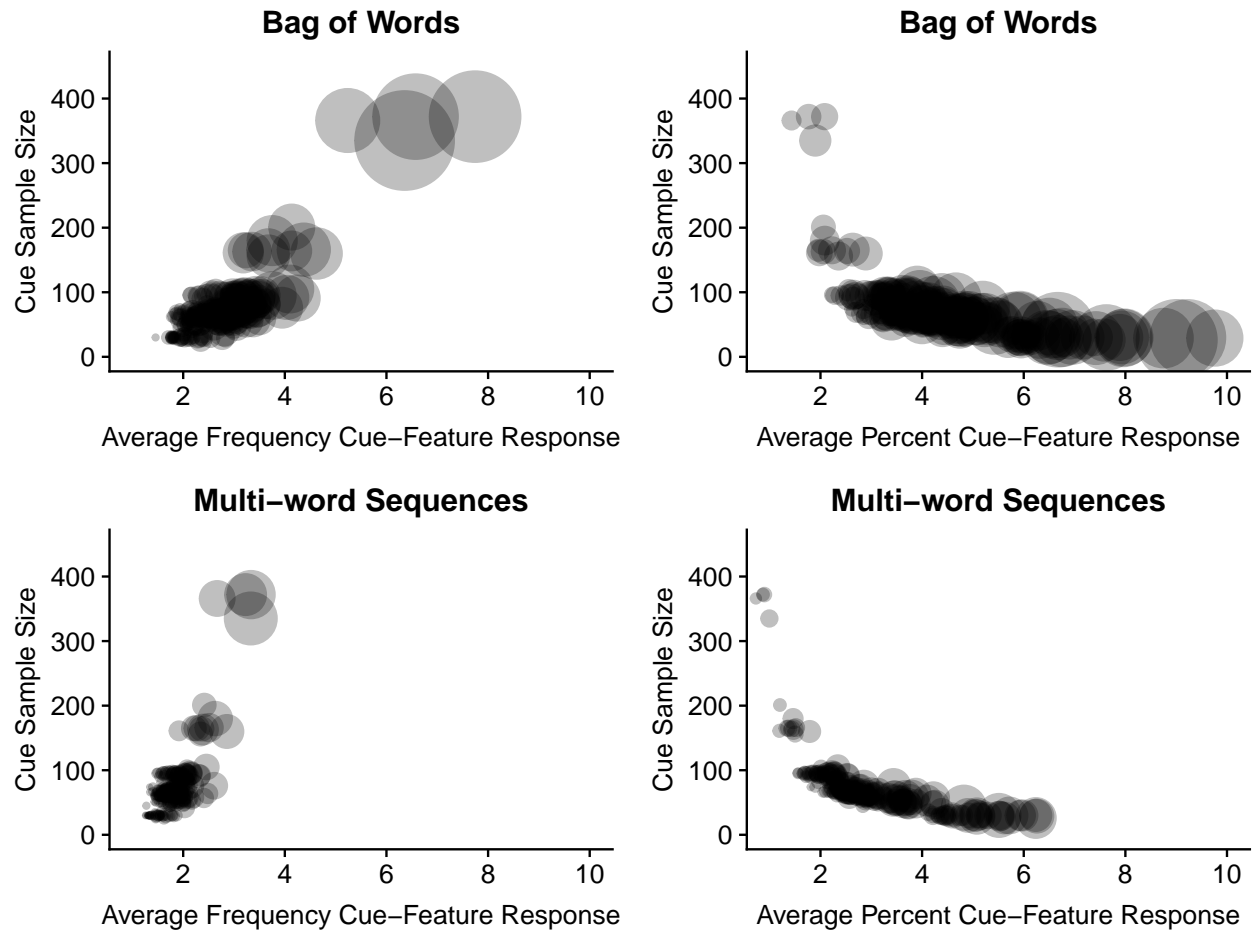 Bag of Words
Cue Sample Size
400
300
200
100
0
2 4 6 8 10
Average Frequency Cue−Feature Response
Bag of Words
Cue Sample Size
400
300
200
100
0
2 4 6 8 10
Average Percent Cue−Feature Response
Multi−word Sequences
Cue Sample Size
400
300
200
100
0
2 4 6 8 10
Average Frequency Cue−Feature Response
Multi−word Sequences
Cue Sample Size
400
300
200
100
0
2 4 6 8 10
Average Percent Cue−Feature Response